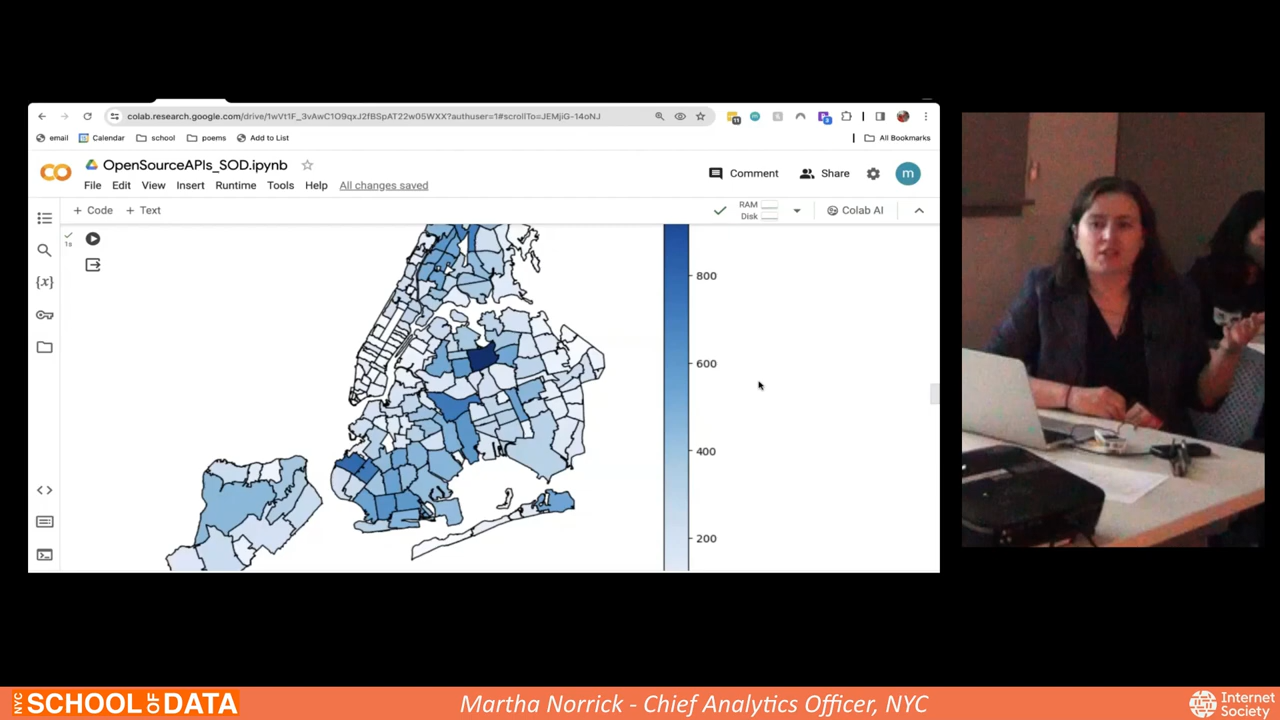 colab.research.google.com/drive/1wVt1F_3vAwC1O9qxJ2fBSpAT22w05WXX?authuser=1#scrollTo=JEMjiG-14oNJ
email
Calendar
school
poems
Add to List
All Bookmarks
OpenSourceAPIs_SOD.ipynb
Comment
Share
m
File Edit View Insert Runtime Tools Help All changes saved
+ Code + Text
RAM
Disk
Colab AI
1s
{x}
800
600
400
200
NYC SCHOOL OF DATA
Martha Norrick - Chief Analytics Officer, NYC
Internet
Society